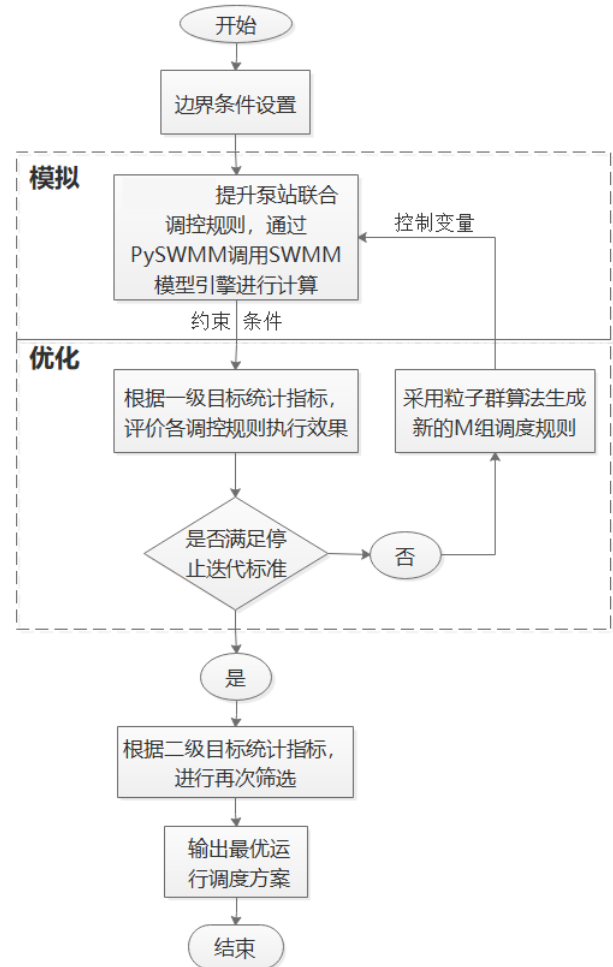 开始
边界条件设置
模拟
提升泵站联合
调控规则，通过
PySWMM调用SWMM
模型引擎进行计算
控制变量
约束 条件
优化
根据一级目标统计指标，
评价各调控规则执行效果
采用粒子群算法生成
新的M组调度规则
是否满足停
止迭代标准
否
是
根据二级目标统计指标，
进行再次筛选
输出最优运
行调度方案
结束